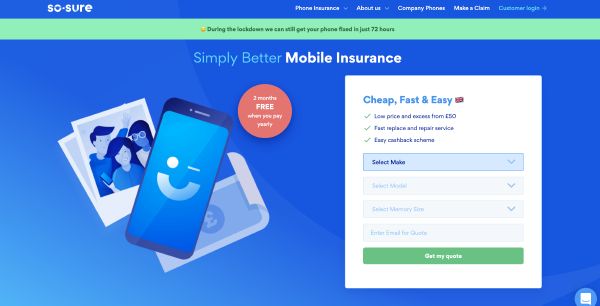 so-sure
Phone Insurance About us Company Phones Make a Claim Customer login →
During the lockdown we can still get your phone fixed in just 72 hours
Simply Better Mobile Insurance
2 months
FREE
when you pay
yearly
Cheap, Fast & Easy 🇬🇧
Low price and excess from £50
Fast replace and repair service
Easy cashback scheme
Select Make
Select Model
Select Memory Size
Enter Email for Quote
Get my quote